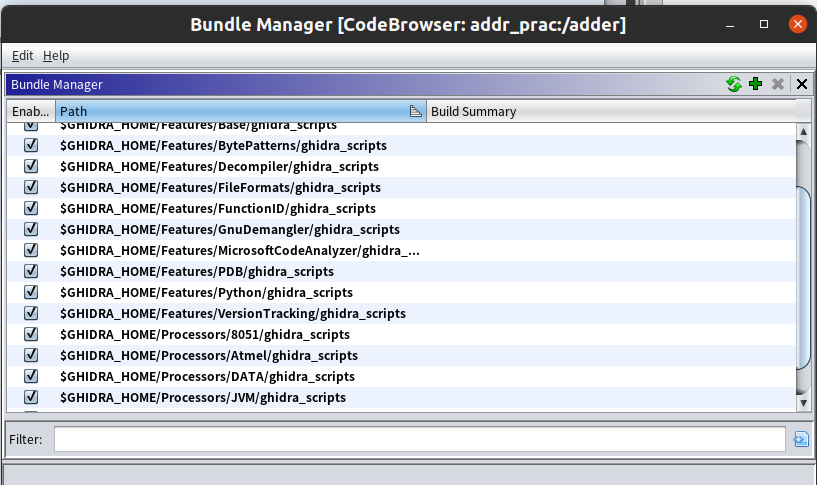 Bundle Manager [CodeBrowser: addr_prac:/adder]
Edit Help
Bundle Manager
Enab... Path Build Summary
$GHIDRA_HOME/Features/Base/ghidra_scripts
$GHIDRA_HOME/Features/BytePatterns/ghidra_scripts
$GHIDRA_HOME/Features/Decompiler/ghidra_scripts
$GHIDRA_HOME/Features/FileFormats/ghidra_scripts
$GHIDRA_HOME/Features/FunctionID/ghidra_scripts
$GHIDRA_HOME/Features/GnuDemangler/ghidra_scripts
$GHIDRA_HOME/Features/MicrosoftCodeAnalyzer/ghidra_...
$GHIDRA_HOME/Features/PDB/ghidra_scripts
$GHIDRA_HOME/Features/Python/ghidra_scripts
$GHIDRA_HOME/Features/VersionTracking/ghidra_scripts
$GHIDRA_HOME/Processors/8051/ghidra_scripts
$GHIDRA_HOME/Processors/Atmel/ghidra_scripts
$GHIDRA_HOME/Processors/DATA/ghidra_scripts
$GHIDRA_HOME/Processors/JVM/ghidra_scripts
Filter: